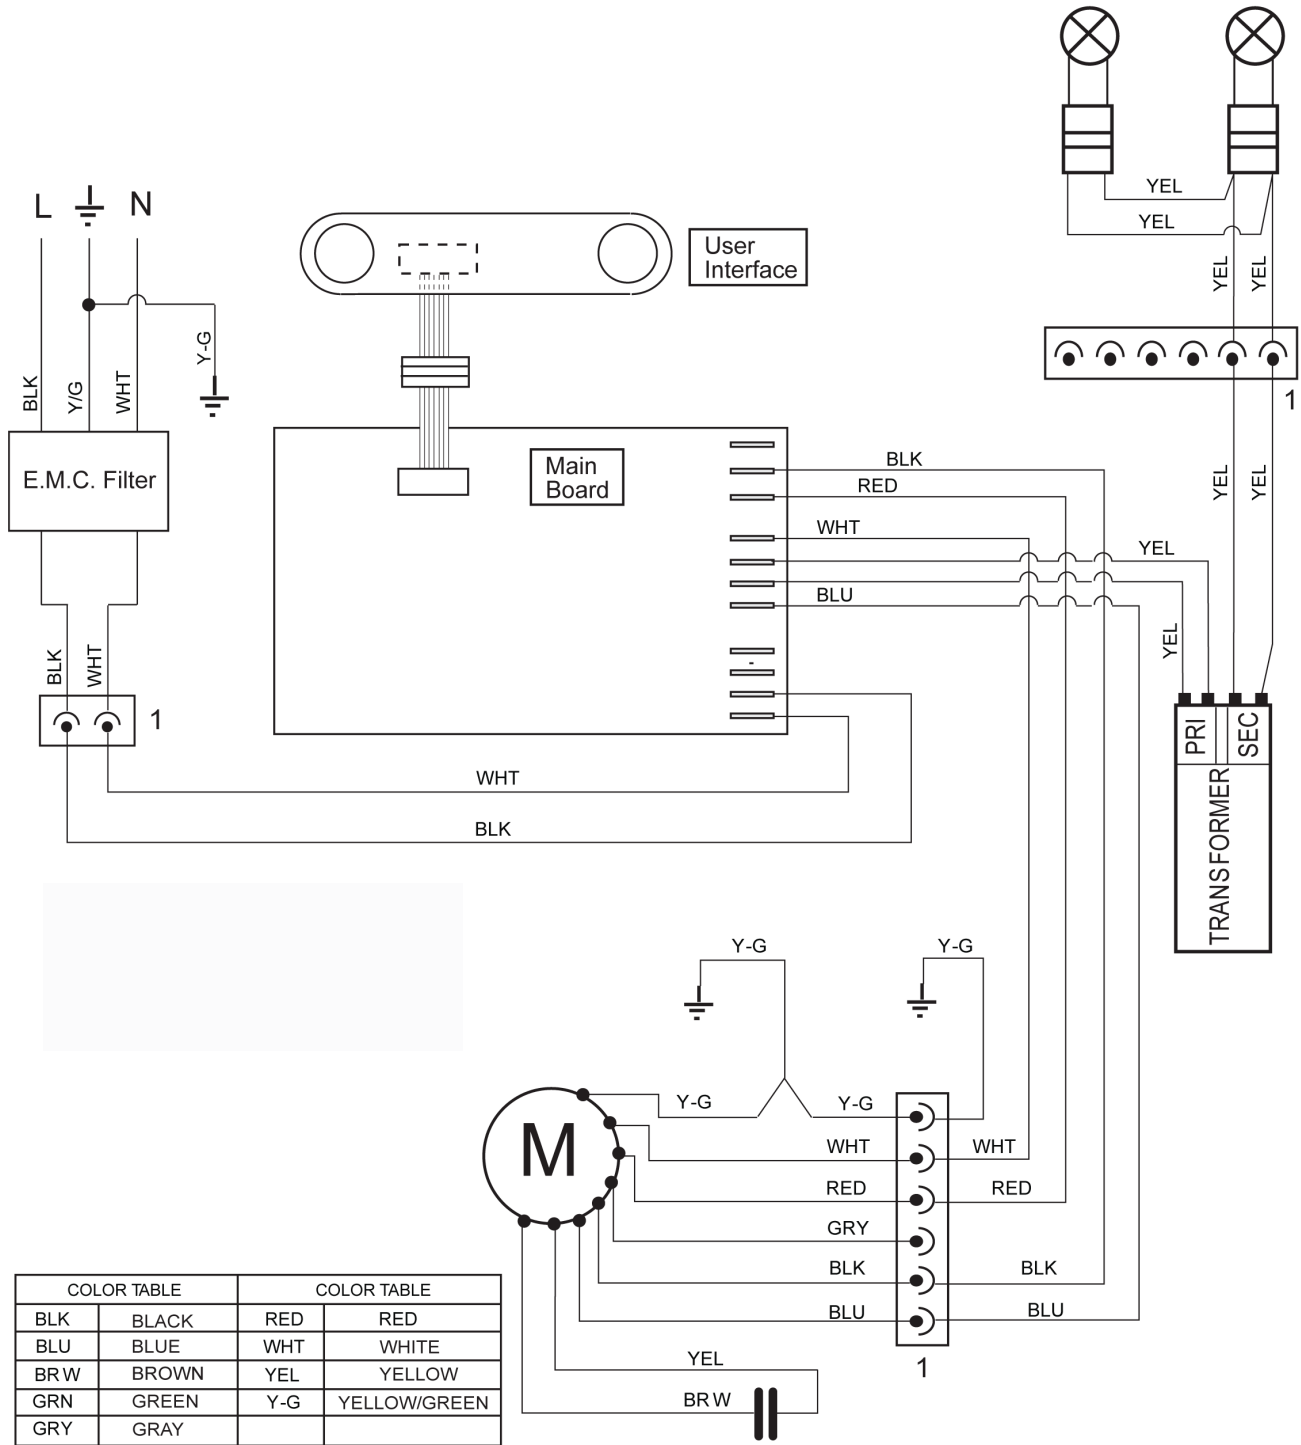 YEL
YEL
L
N
User
Interface
YEL
YEL
Y-G
BLK
Y/G
WHT
1
E.M.C. Filter
Main
Board
BLK
RED
YEL
YEL
WHT
YEL
BLU
YEL
BLK
WHT
1
PRI
SEC
WHT
TRANSFORMER
BLK
Y-G
Y-G
M
Y-G
Y-G
WHT
WHT
RED
RED
GRY
BLK
BLK
BLU
BLU
1
YEL
BRW
COLOR TABLE
COLOR TABLE
BLK BLACK RED RED
BLU BLUE WHT WHITE
BRW BROWN YEL YELLOW
GRN GREEN Y-G YELLOW/GREEN
GRY GRAY